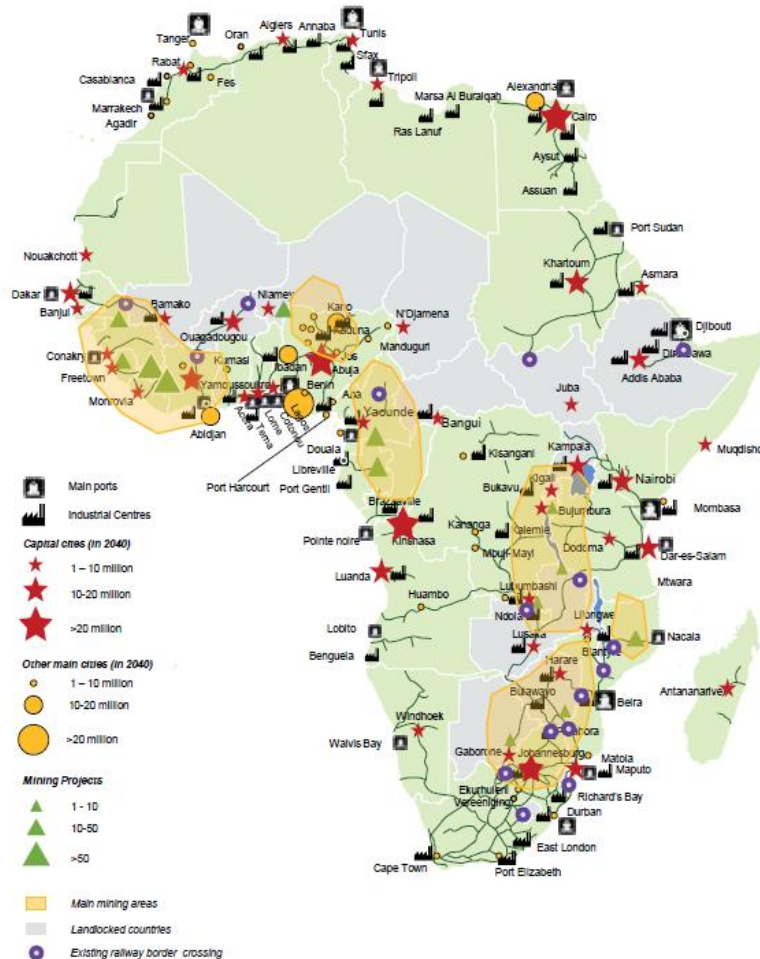 Tanger
Oran
Algiers
Annaba
Tunis
Rabat
Sfax
Casablanca
Fes
Tripoli
Marsa Al Buraiqah
Alexandria
Marrakech
Cairo
Agadir
Ras Lanuf
Aysut
Assuan
Port Sudan
Nouakchott
Khartoum
Asmara
Dakar
Bamako
Niamey
Kano
N'Djamena
Banjul
Ouagadougou
Kaduna
Manduguri
Djibouti
Conakry
Kumasi
Ibadan
Jos
Abuja
Addis Ababa
Freetown
Yamoussoukro
Benin
Juba
Monrovia
Accra
Tema
Lome
Cotonou
Lagos
Yaounde
Bangui
Abidjan
Douala
Kisangani
Kampala
Muqdisho
Libreville
Port Harcourt
Port Gentil
Bukavu
Kigali
Nairobi
Main ports
Brazzaville
Bujumbura
Mombasa
Industrial Centres
Kananga
Kalemie
Pointe noire
Kinshasa
Mbuji-Mayi
Dodoma
Dar-es-Salam
Capital cities (in 2040)
1 – 10 million
Luanda
Mtwara
10-20 million
Huambo
Lubumbashi
>20 million
Ndola
Lilongwe
Lobito
Lusaka
Blantyre
Nacala
Other main cities (in 2040)
Benguela
Harare
1 – 10 million
Antananarive
10-20 million
Bulawayo
Beira
Windhoek
>20 million
Walvis Bay
Gaborone
Johannesburg
Matola
Maputo
Mining Projects
Ekurhuleni
Vereeniging
Richard's Bay
1 - 10
Durban
10-50
East London
>50
Cape Town
Port Elizabeth
Main mining areas
Landlocked countries
Existing railway border crossing